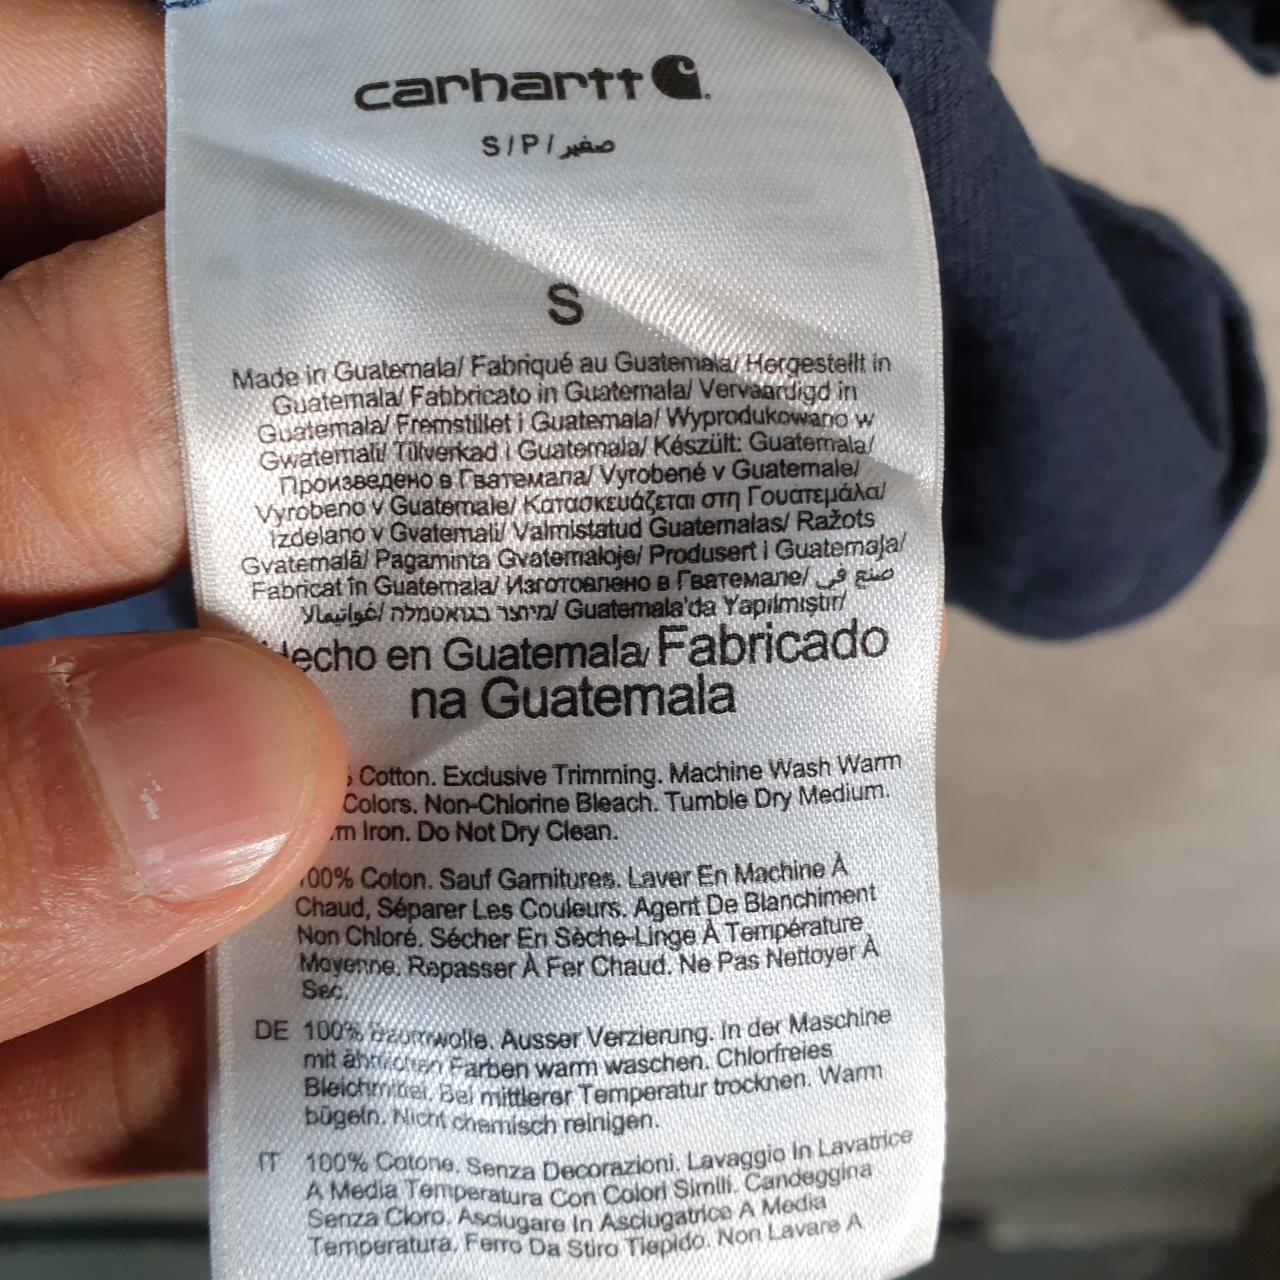 carhartt
S/P/صغير
S
Made in Guatemala/ Fabriqué au Guatemala/ Hergestellt in
Guatemala/ Fabbricato in Guatemala/ Vervaardigd in
Guatemala/ Fremstillet i Guatemala/ Wyprodukowano w
Gwatemali/ Tillverkad i Guatemala/ Készült: Guatemala/
Произведено в Гватемала/ Vyrobené v Guatemale/
Vyrobeno v Guatemale/ Κατασκευάζεται στη Γουατεμάλα/
Izdelano v Gvatemali/ Valmistatud Guatemalas/ Ražots
Gvatemalā/ Pagaminta Gvatemaloje/ Produsert i Guatemala/
Fabricat în Guatemala/ Изготовлено в Гватемале/ صنع في
غواتيمالا/ מיוצר בגואטמלה/ Guatemala'da Yapılmıştır/
echo en Guatemala/ Fabricado
na Guatemala
Cotton. Exclusive Trimming. Machine Wash Warm
Colors. Non-Chlorine Bleach. Tumble Dry Medium.
m Iron. Do Not Dry Clean.
100% Coton. Sauf Garnitures. Laver En Machine À
Chaud, Séparer Les Couleurs. Agent De Blanchiment
Non Chloré. Sécher En Sèche-Linge À Température
Moyenne. Repasser À Fer Chaud. Ne Pas Nettoyer À
Sec.
DE 100% Baumwolle. Ausser Verzierung. In der Maschine
mit ähnlichen Farben warm waschen. Chlorfreies
Bleichmittel. Bei mittlerer Temperatur trocknen. Warm
bügeln. Nicht chemisch reinigen.
IT 100% Cotone. Senza Decorazioni. Lavaggio In Lavatrice
A Media Temperatura Con Colori Simili. Candeggina
Senza Cloro. Asciugare In Asciugatrice A Media
Temperatura. Ferro Da Stiro Tiepido. Non Lavare A